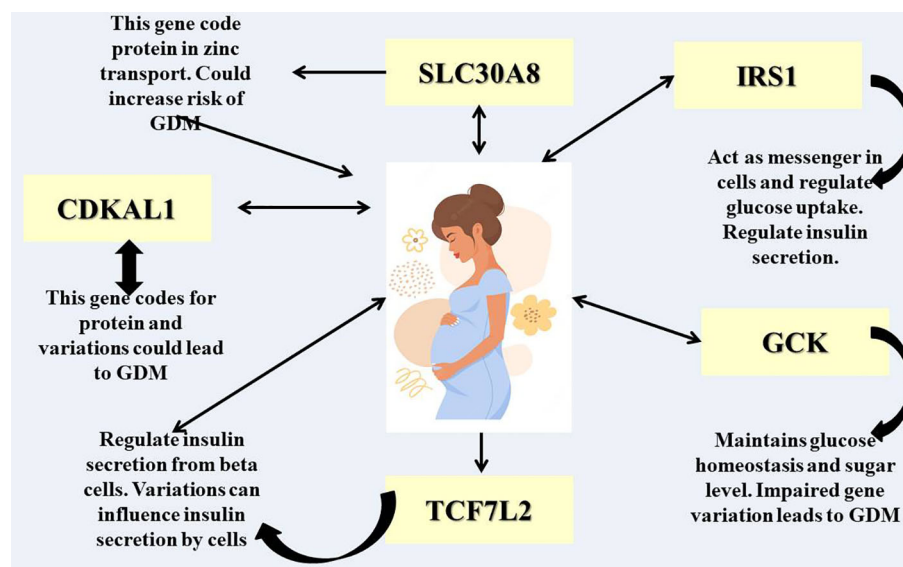 This gene code
protein in zinc
transport. Could
increase risk of
GDM
SLC30A8
IRS1
Act as messenger in
cells and regulate
glucose uptake.
Regulate insulin
secretion.
CDKAL1
This gene codes for
protein and
variations could lead
to GDM
GCK
Maintains glucose
homeostasis and sugar
level. Impaired gene
variation leads to GDM
Regulate insulin
secretion from beta
cells. Variations can
influence insulin
secretion by cells
TCF7L2